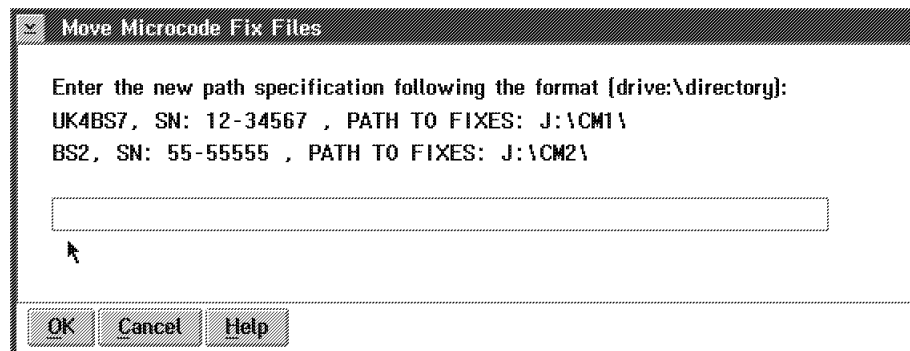 Move Microcode Fix Files
Enter the new path specification following the format (drive:\directory):
UK4BS7, SN: 12-34567 , PATH TO FIXES: J:\CM1\
BS2, SN: 55-55555 , PATH TO FIXES: J:\CM2\
OK Cancel Help